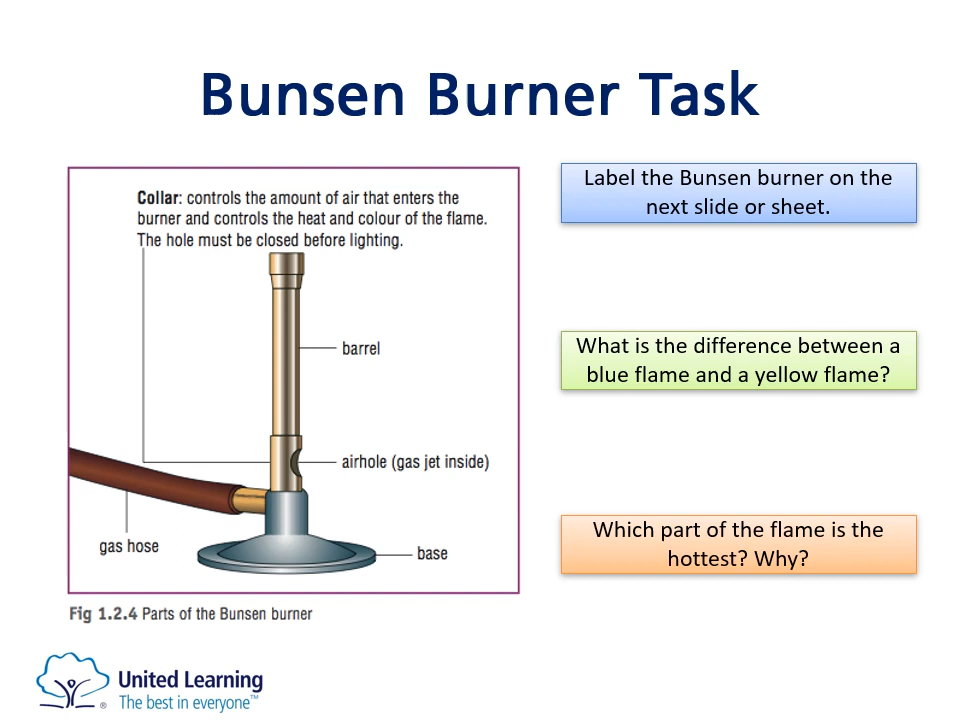 Bunsen Burner Task
Collar: controls the amount of air that enters the
burner and controls the heat and colour of the flame.
The hole must be closed before lighting.
barrel
airhole (gas jet inside)
gas hose
base
Fig 1.2.4 Parts of the Bunsen burner
Label the Bunsen burner on the
next slide or sheet.
What is the difference between a
blue flame and a yellow flame?
Which part of the flame is the
hottest? Why?
® United Learning
The best in everyone™